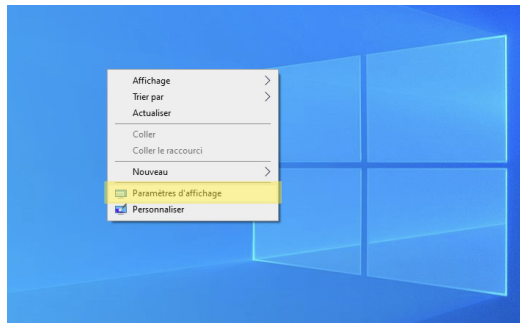 Affichage
Trier par
Actualiser
Coller
Coller le raccourci
Nouveau
Paramètres d'affichage
Personnaliser